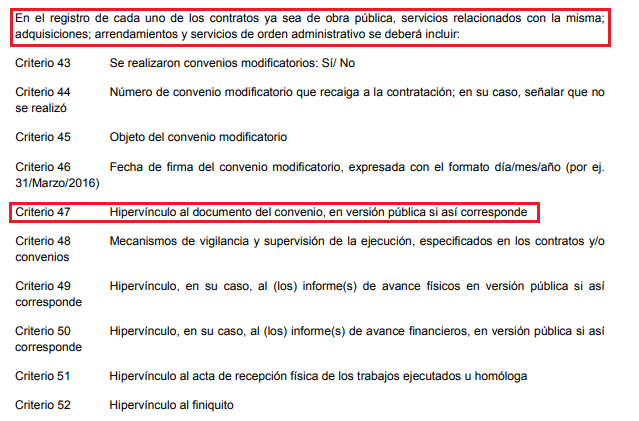 En el registro de cada uno de los contratos ya sea de obra pública, servicios relacionados con la misma;
adquisiciones; arrendamientos y servicios de orden administrativo se deberá incluir:
Criterio 43 Se realizaron convenios modificatorios: Sí/ No
Criterio 44 Número de convenio modificatorio que recaiga a la contratación; en su caso, señalar que no
se realizó
Criterio 45 Objeto del convenio modificatorio
Criterio 46 Fecha de firma del convenio modificatorio, expresada con el formato día/mes/año (por ej.
31/Marzo/2016)
Criterio 47 Hipervínculo al documento del convenio, en versión pública si así corresponde
Criterio 48 Mecanismos de vigilancia y supervisión de la ejecución, especificados en los contratos y/o
convenios
Criterio 49 Hipervínculo, en su caso, al (los) informe(s) de avance físicos en versión pública si así
corresponde
Criterio 50 Hipervínculo, en su caso, al (los) informe(s) de avance financieros, en versión pública si así
corresponde
Criterio 51 Hipervínculo al acta de recepción física de los trabajos ejecutados u homóloga
Criterio 52 Hipervínculo al finiquito